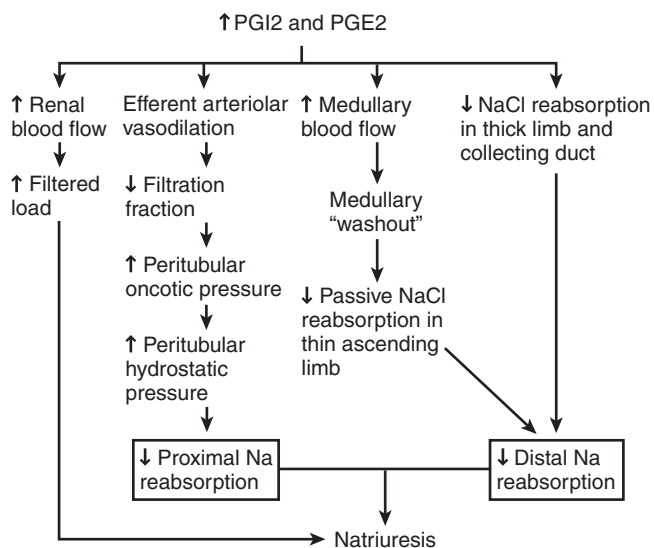 ↑PGI2 and PGE2
↑ Renal
blood flow
Efferent arteriolar
vasodilation
↑ Medullary
blood flow
↓ NaCl reabsorption
in thick limb and
collecting duct
↑ Filtered
load
↓ Filtration
fraction
Medullary
“washout”
↑ Peritubular
oncotic pressure
↓ Passive NaCl
reabsorption in
thin ascending
limb
↑ Peritubular
hydrostatic
pressure
↓ Proximal Na
reabsorption
↓ Distal Na
reabsorption
Natriuresis